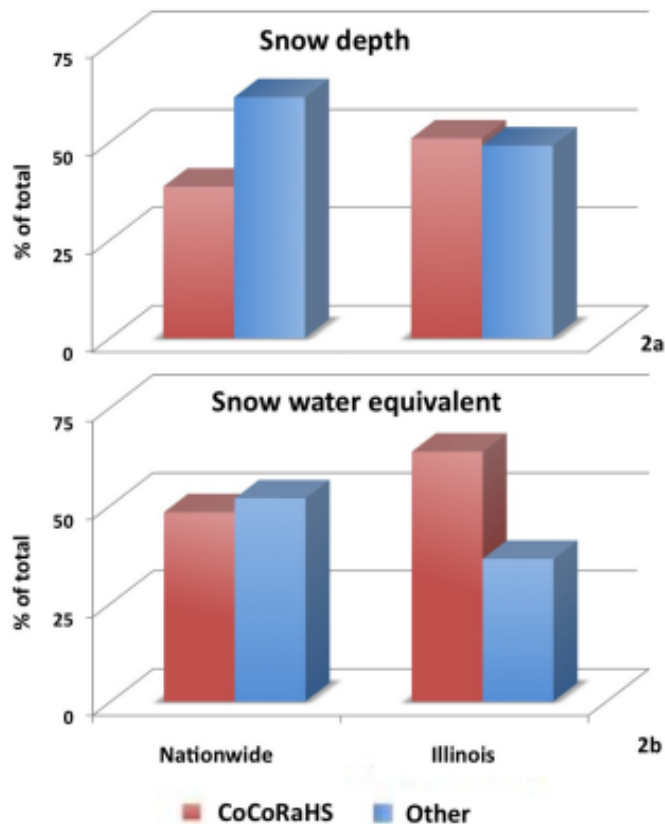 Snow depth
75
50
25
0
% of total
2a
Snow water equivalent
75
50
25
0
% of total
Nationwide Illinois
2b
CoCoRaHS Other